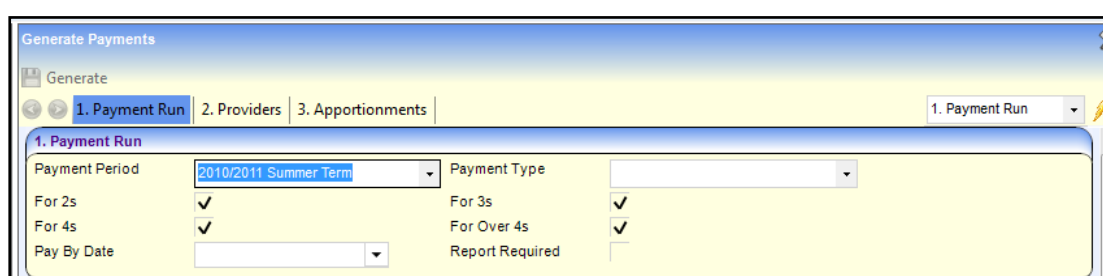 Generate Payments
Generate
1. Payment Run 2. Providers 3. Apportionments 1. Payment Run
1. Payment Run
Payment Period 2010/2011 Summer Term Payment Type
For 2s For 3s
For 4s For Over 4s
Pay By Date Report Required